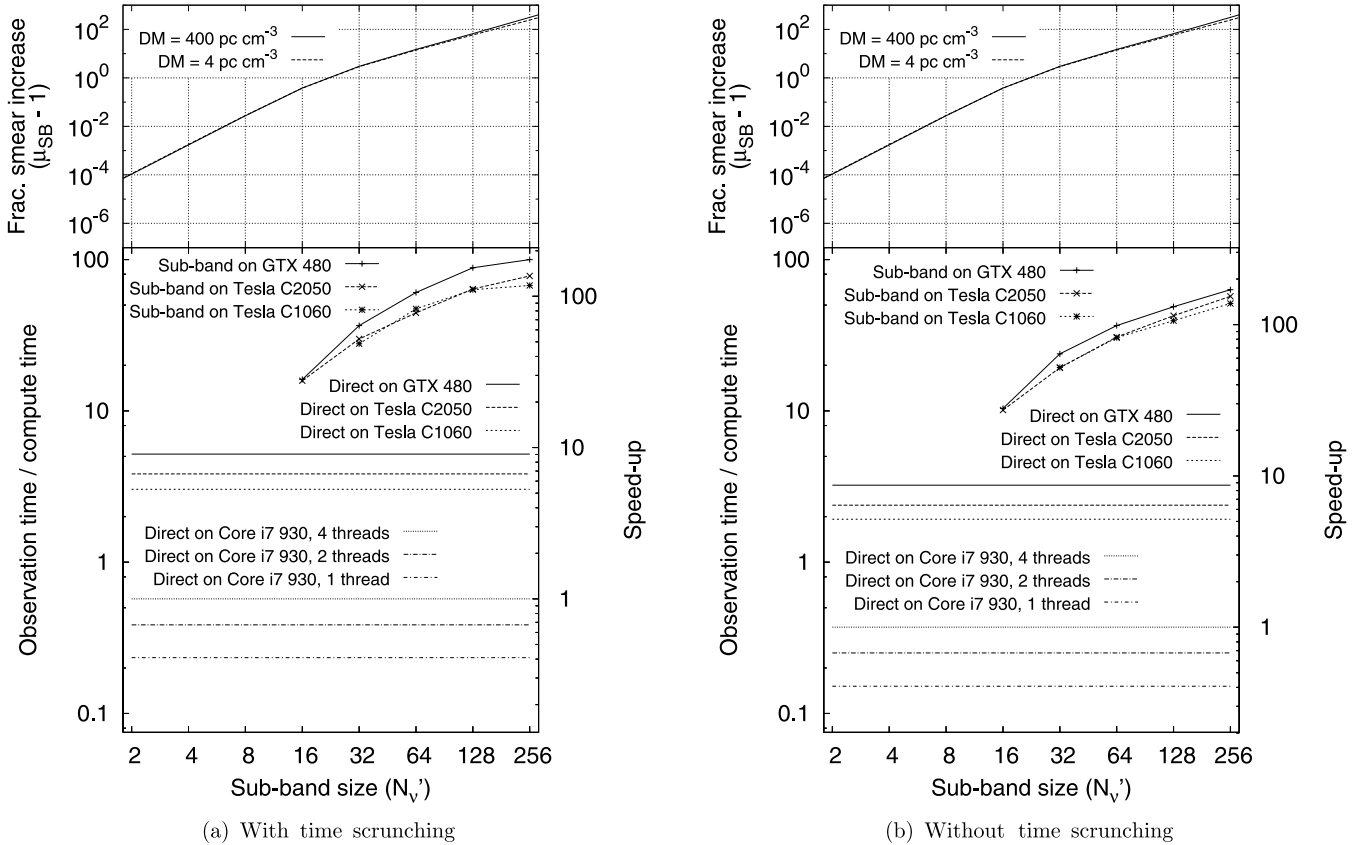 Frac. smear increase
(μSB - 1)
10^2
10^0
10^-2
10^-4
10^-6
DM = 400 pc cm^-3
DM = 4 pc cm^-3
Observation time / compute time
100
10
1
0.1
Sub-band on GTX 480
Sub-band on Tesla C2050
Sub-band on Tesla C1060
Direct on GTX 480
Direct on Tesla C2050
Direct on Tesla C1060
Direct on Core i7 930, 4 threads
Direct on Core i7 930, 2 threads
Direct on Core i7 930, 1 thread
100
10
1
Speed-up
2 4 8 16 32 64 128 256
Sub-band size (Nν')
(a) With time scrunching
Frac. smear increase
(μSB - 1)
10^2
10^0
10^-2
10^-4
10^-6
DM = 400 pc cm^-3
DM = 4 pc cm^-3
Observation time / compute time
100
10
1
0.1
Sub-band on GTX 480
Sub-band on Tesla C2050
Sub-band on Tesla C1060
Direct on GTX 480
Direct on Tesla C2050
Direct on Tesla C1060
Direct on Core i7 930, 4 threads
Direct on Core i7 930, 2 threads
Direct on Core i7 930, 1 thread
100
10
1
Speed-up
2 4 8 16 32 64 128 256
Sub-band size (Nν')
(b) Without time scrunching